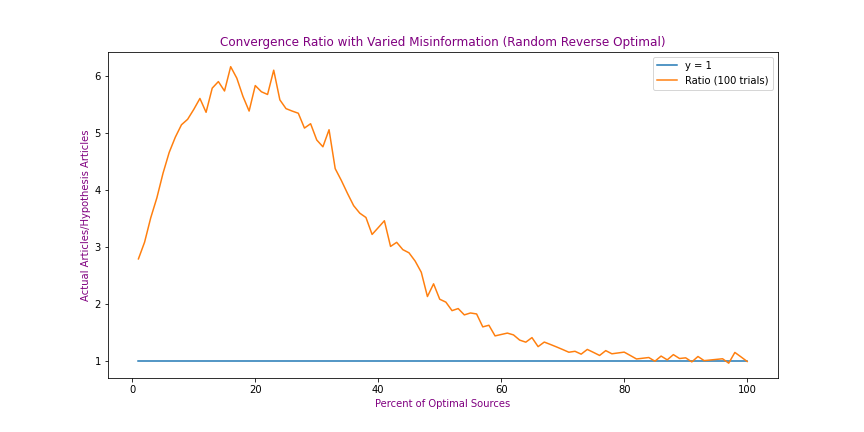 Convergence Ratio with Varied Misinformation (Random Reverse Optimal)
y = 1
Ratio (100 trials)
Actual Articles/Hypothesis Articles
6
5
4
3
2
1
0
20
40
60
80
100
Percent of Optimal Sources